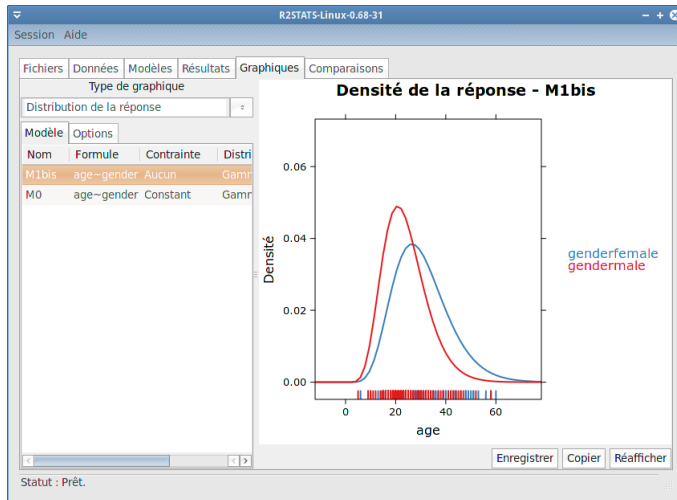 R2STATS-Linux-0.68-31
Session Aide
Fichiers Données Modèles Résultats Graphiques Comparaisons
Type de graphique
Distribution de la réponse
Modèle Options
Nom Formule Contrainte Distri
M1bis age~gender Aucun Gamm
M0 age~gender Constant Gamm
Densité de la réponse - M1bis
0.06
0.04
0.02
0.00
Densité
0 20 40 60
age
genderfemale
gendermale
Enregistrer Copier Réafficher
Statut : Prêt.